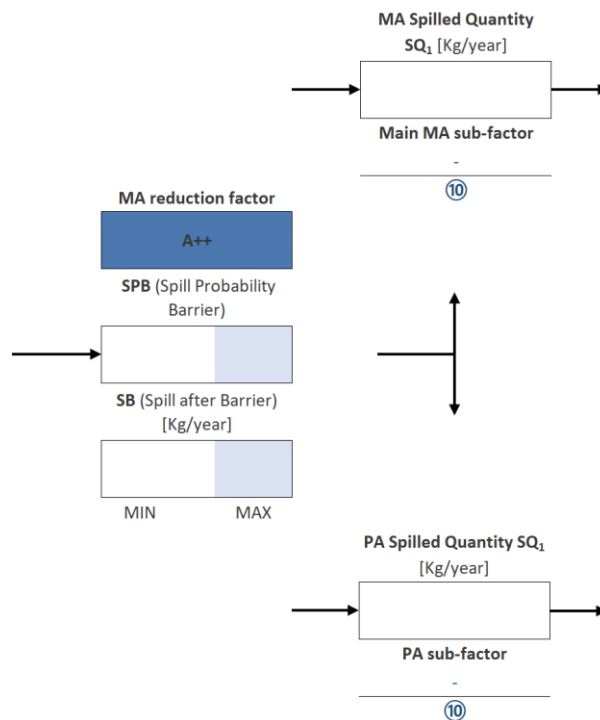 MA Spilled Quantity
SQ₁ [Kg/year]
Main MA sub-factor
-
⑩
MA reduction factor
A++
SPB (Spill Probability
Barrier)
SB (Spill after Barrier)
[Kg/year]
MIN MAX
PA Spilled Quantity SQ₁
[Kg/year]
PA sub-factor
-
⑩